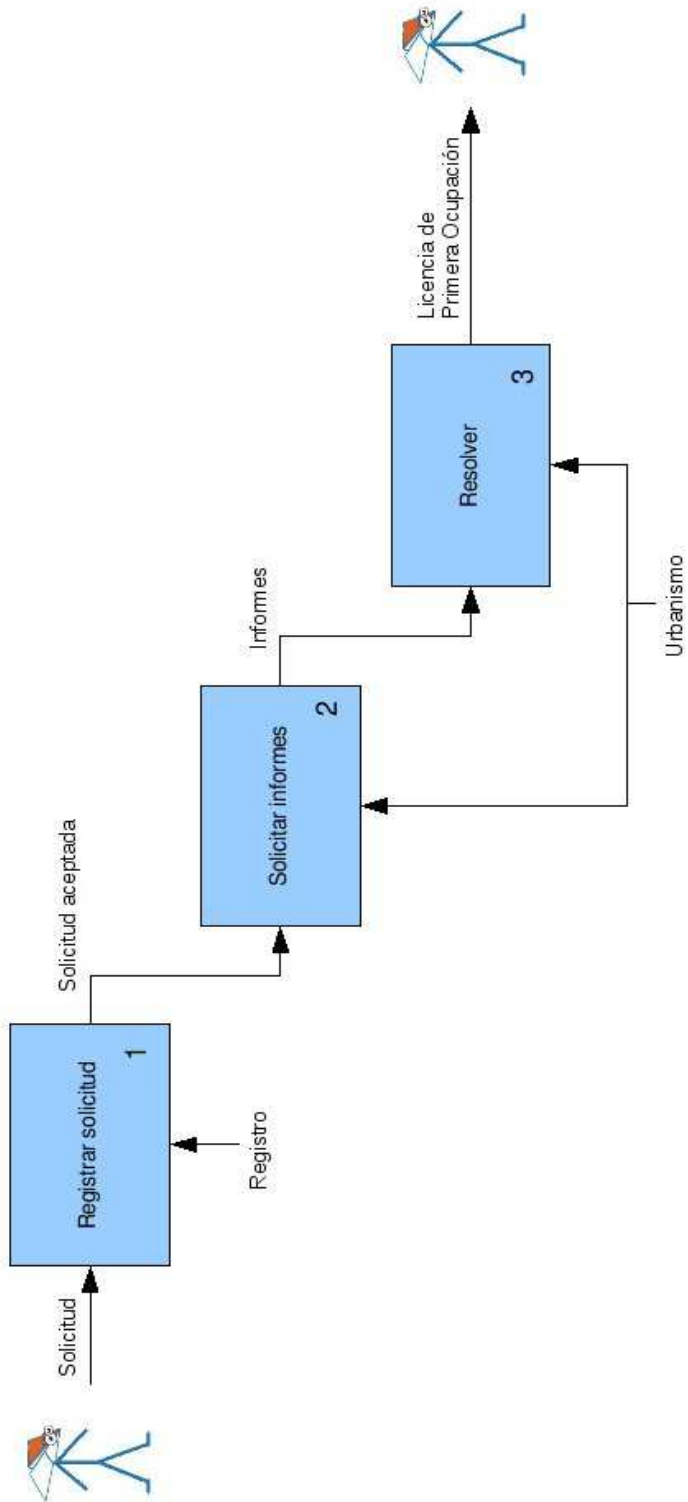 Solicitud
Registrar solicitud
1
Registro
Solicitud aceptada
Solicitar informes
2
Informes
Resolver
3
Urbanismo
Licencia de
Primera Ocupación